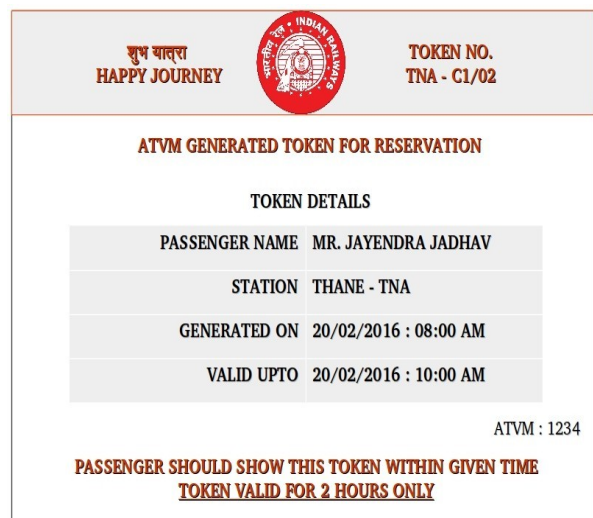 शुभ यात्रा
HAPPY JOURNEY
भारतीय रेल • INDIAN RAILWAYS
TOKEN NO.
TNA - C1/02
ATVM GENERATED TOKEN FOR RESERVATION
TOKEN DETAILS
PASSENGER NAME MR. JAYENDRA JADHAV
STATION THANE - TNA
GENERATED ON 20/02/2016 : 08:00 AM
VALID UPTO 20/02/2016 : 10:00 AM
ATVM : 1234
PASSENGER SHOULD SHOW THIS TOKEN WITHIN GIVEN TIME
TOKEN VALID FOR 2 HOURS ONLY